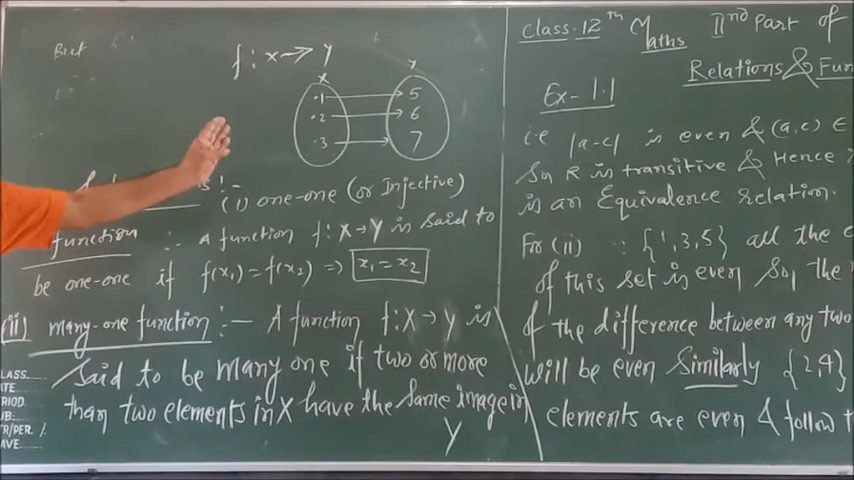 f : x → y
x y
.1 5
.2 6
.3 7
(i) one-one (or Injective)
function :- A function f: X → Y is said to
be one-one if f(x₁) = f(x₂) => x₁ = x₂
(ii) many-one function :- A function f: X → Y is
said to be many one if two or more
than two elements in X have the same image in
Y
CLASS
SUB:
TR/PER. /
Class-12th Maths IInd Part of
Relations & Fun
Ex- 1.1
i.e |a-c| is even & (a,c) ∈
So R is transitive & Hence
is an Equivalence relation.
For (ii) ∵ {1,3,5} all the
of this set is even So, the
of the difference between any two
will be even Similarly {2,4}
elements are even & follow